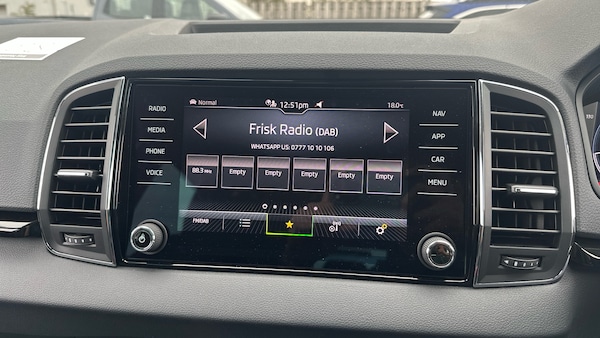 Normal 12:51pm 18.0°C
RADIO
MEDIA
PHONE
VOICE
Frisk Radio (DAB)
WHATSAPP US: 0777 10 10 106
88.3 MHz Empty Empty Empty Empty Empty
FM/DAB
NAV
APP
CAR
MENU